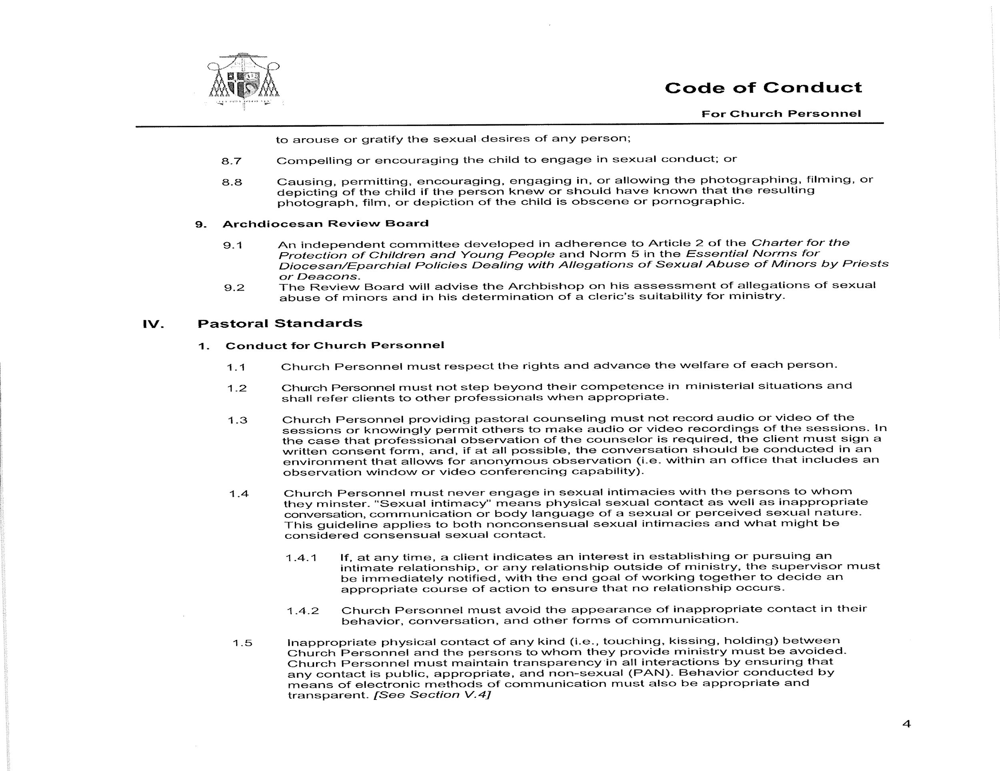 Code of Conduct
For Church Personnel
to arouse or gratify the sexual desires of any person;
8.7 Compelling or encouraging the child to engage in sexual conduct; or
8.8 Causing, permitting, encouraging, engaging in, or allowing the photographing, filming, or
depicting of the child if the person knew or should have known that the resulting
photograph, film, or depiction of the child is obscene or pornographic.
9. Archdiocesan Review Board
9.1 An independent committee developed in adherence to Article 2 of the Charter for the
Protection of Children and Young People and Norm 5 in the Essential Norms for
Diocesan/Eparchial Policies Dealing with Allegations of Sexual Abuse of Minors by Priests
or Deacons.
9.2 The Review Board will advise the Archbishop on his assessment of allegations of sexual
abuse of minors and in his determination of a cleric's suitability for ministry.
IV. Pastoral Standards
1. Conduct for Church Personnel
1.1 Church Personnel must respect the rights and advance the welfare of each person.
1.2 Church Personnel must not step beyond their competence in ministerial situations and
shall refer clients to other professionals when appropriate.
1.3 Church Personnel providing pastoral counseling must not record audio or video of the
sessions or knowingly permit others to make audio or video recordings of the sessions. In
the case that professional observation of the counselor is required, the client must sign a
written consent form, and, if at all possible, the conversation should be conducted in an
environment that allows for anonymous observation (i.e. within an office that includes an
observation window or video conferencing capability).
1.4 Church Personnel must never engage in sexual intimacies with the persons to whom
they minster. "Sexual intimacy" means physical sexual contact as well as inappropriate
conversation, communication or body language of a sexual or perceived sexual nature.
This guideline applies to both nonconsensual sexual intimacies and what might be
considered consensual sexual contact.
1.4.1 If, at any time, a client indicates an interest in establishing or pursuing an
intimate relationship, or any relationship outside of ministry, the supervisor must
be immediately notified, with the end goal of working together to decide an
appropriate course of action to ensure that no relationship occurs.
1.4.2 Church Personnel must avoid the appearance of inappropriate contact in their
behavior, conversation, and other forms of communication.
1.5 Inappropriate physical contact of any kind (i.e., touching, kissing, holding) between
Church Personnel and the persons to whom they provide ministry must be avoided.
Church Personnel must maintain transparency in all interactions by ensuring that
any contact is public, appropriate, and non-sexual (PAN). Behavior conducted by
means of electronic methods of communication must also be appropriate and
transparent. [See Section V.4]
4